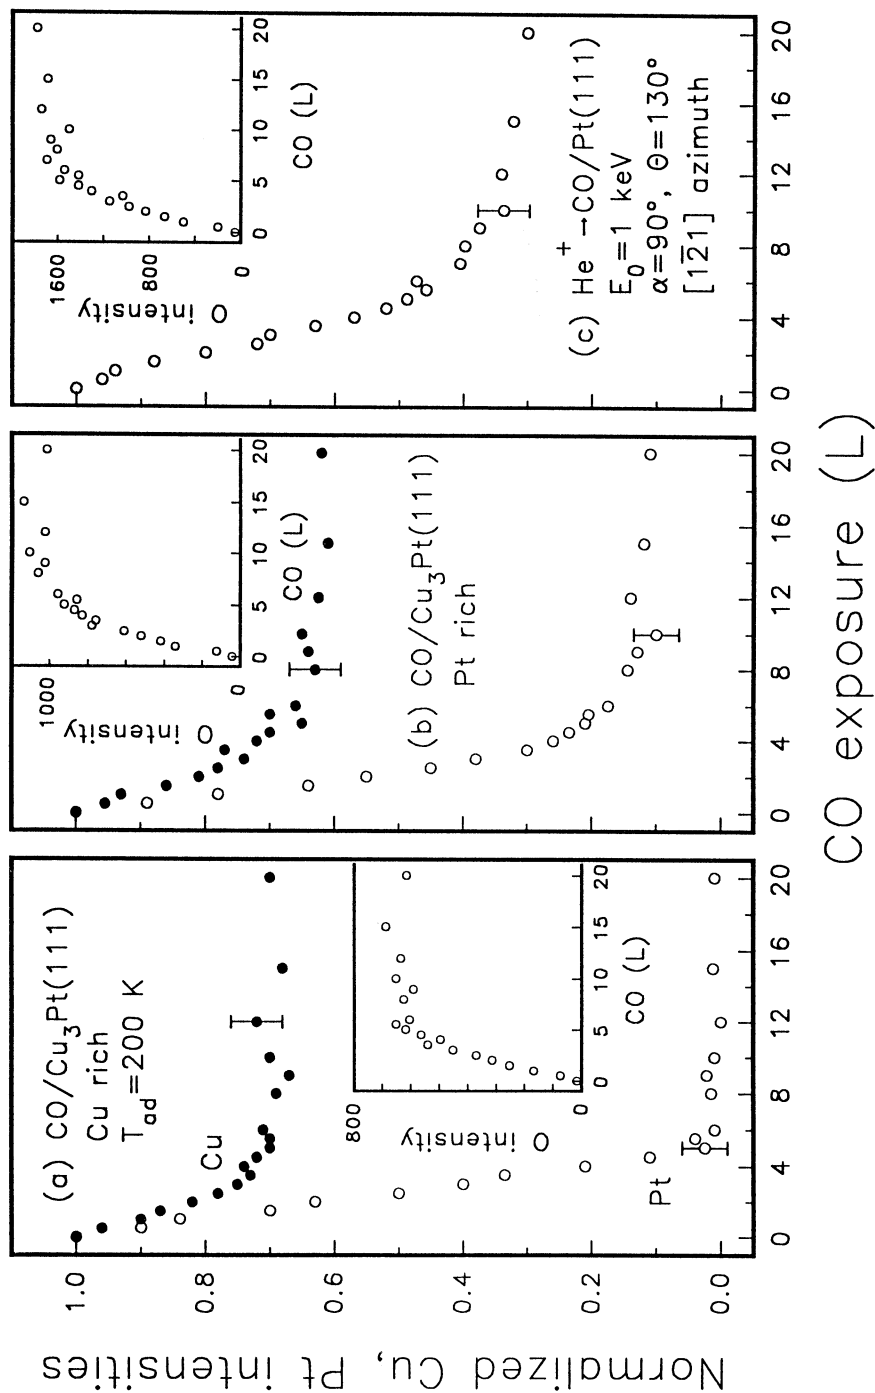 Normalized Cu, Pt intensities
1.0
0.8
0.6
0.4
0.2
0.0
(a) CO/Cu₃Pt(111)
Cu rich
T_ad=200 K
Cu
Pt
O intensity
800
0
0 5 10 15 20
CO (L)
0 4 8 12 16 20
(b) CO/Cu₃Pt(111)
Pt rich
O intensity
1000
0
0 5 10 15 20
CO (L)
0 4 8 12 16 20
(c) He⁺→CO/Pt(111)
E₀=1 keV
α=90°, Θ=130°
[12̄1] azimuth
O intensity
1600
800
0
0 5 10 15 20
CO (L)
0 4 8 12 16 20
CO exposure (L)